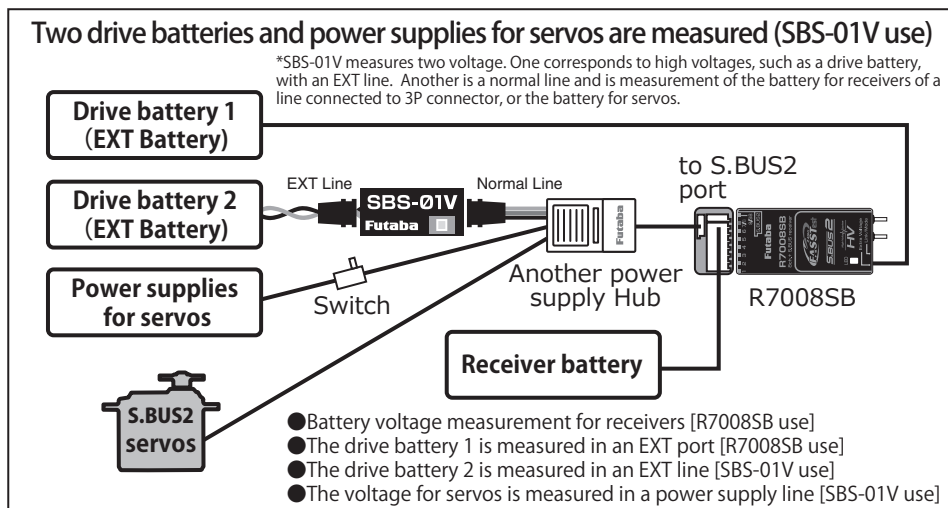 Two drive batteries and power supplies for servos are measured (SBS-01V use)
*SBS-01V measures two voltage. One corresponds to high voltages, such as a drive battery,
with an EXT line.  Another is a normal line and is measurement of the battery for receivers of a
line connected to 3P connector, or the battery for servos.
Drive battery 1
(EXT Battery)
Drive battery 2
(EXT Battery)
EXT Line
SBS-01V
Futaba
Normal Line
Futaba
to S.BUS2
port
Futaba
R7008SB
FASSTest
S.BUS2
HV
Another power
supply Hub
R7008SB
Power supplies
for servos
Switch
Receiver battery
S.BUS2
servos
●Battery voltage measurement for receivers [R7008SB use]
●The drive battery 1 is measured in an EXT port [R7008SB use]
●The drive battery 2 is measured in an EXT line [SBS-01V use]
●The voltage for servos is measured in a power supply line [SBS-01V use]